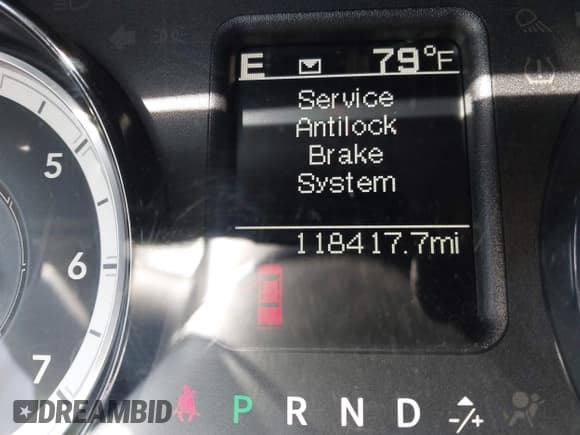 E 79°F
Service
Antilock
Brake
System
118417.7mi
5
6
7
P R N D -/+
DREAMBID